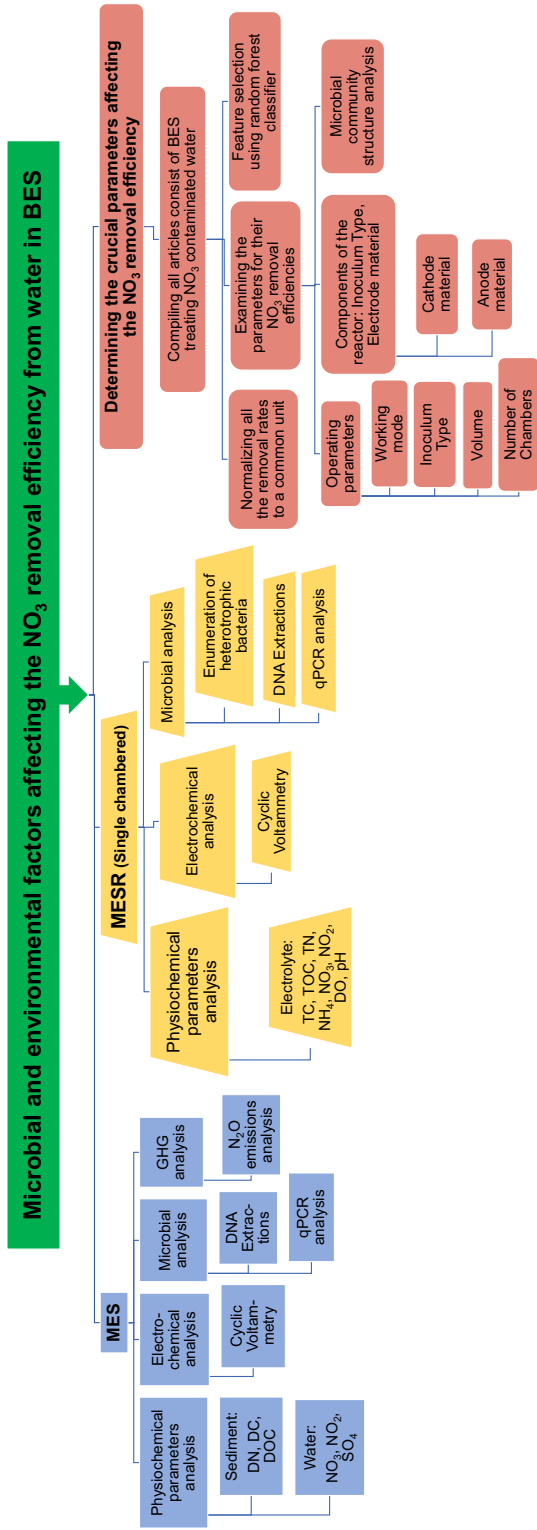 Microbial and environmental factors affecting the NO3 removal efficiency from water in BES
MES
Physiochemical
parameters
analysis
Sediment:
DN, DC,
DOC
Water:
NO3, NO2,
SO4
Electro-
chemical
analysis
Cyclic
Voltam-
metry
Microbial
analysis
DNA
Extrac-
tions
qPCR
analysis
GHG
analysis
N2O
emissions
analysis
MESR (Single chambered)
Physiochemical
parameters
analysis
Electrolyte:
TC, TOC, TN,
NH4, NO3, NO2,
DO, pH
Electrochemical
analysis
Cyclic
Voltammetry
Microbial analysis
Enumeration of
heterotrophic
bacteria
DNA Extractions
qPCR analysis
Determining the crucial parameters affecting
the NO3 removal efficiency
Compiling all articles consist of BES
treating NO3 contaminated water
Normalizing all
the removal rates
to a common unit
Examining the
parameters for their
NO3 removal
efficiencies
Feature selection
using random forest
classifier
Operating
parameters
Working
mode
Inoculum
Type
Volume
Number of
Chambers
Components of the
reactor: Inoculum Type,
Electrode material
Cathode
material
Anode
material
Microbial
community
structure analysis